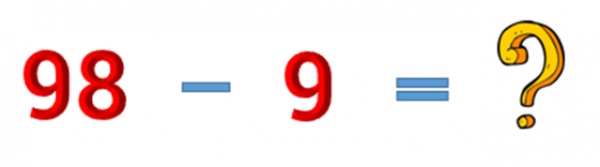 98 - 9 = ?